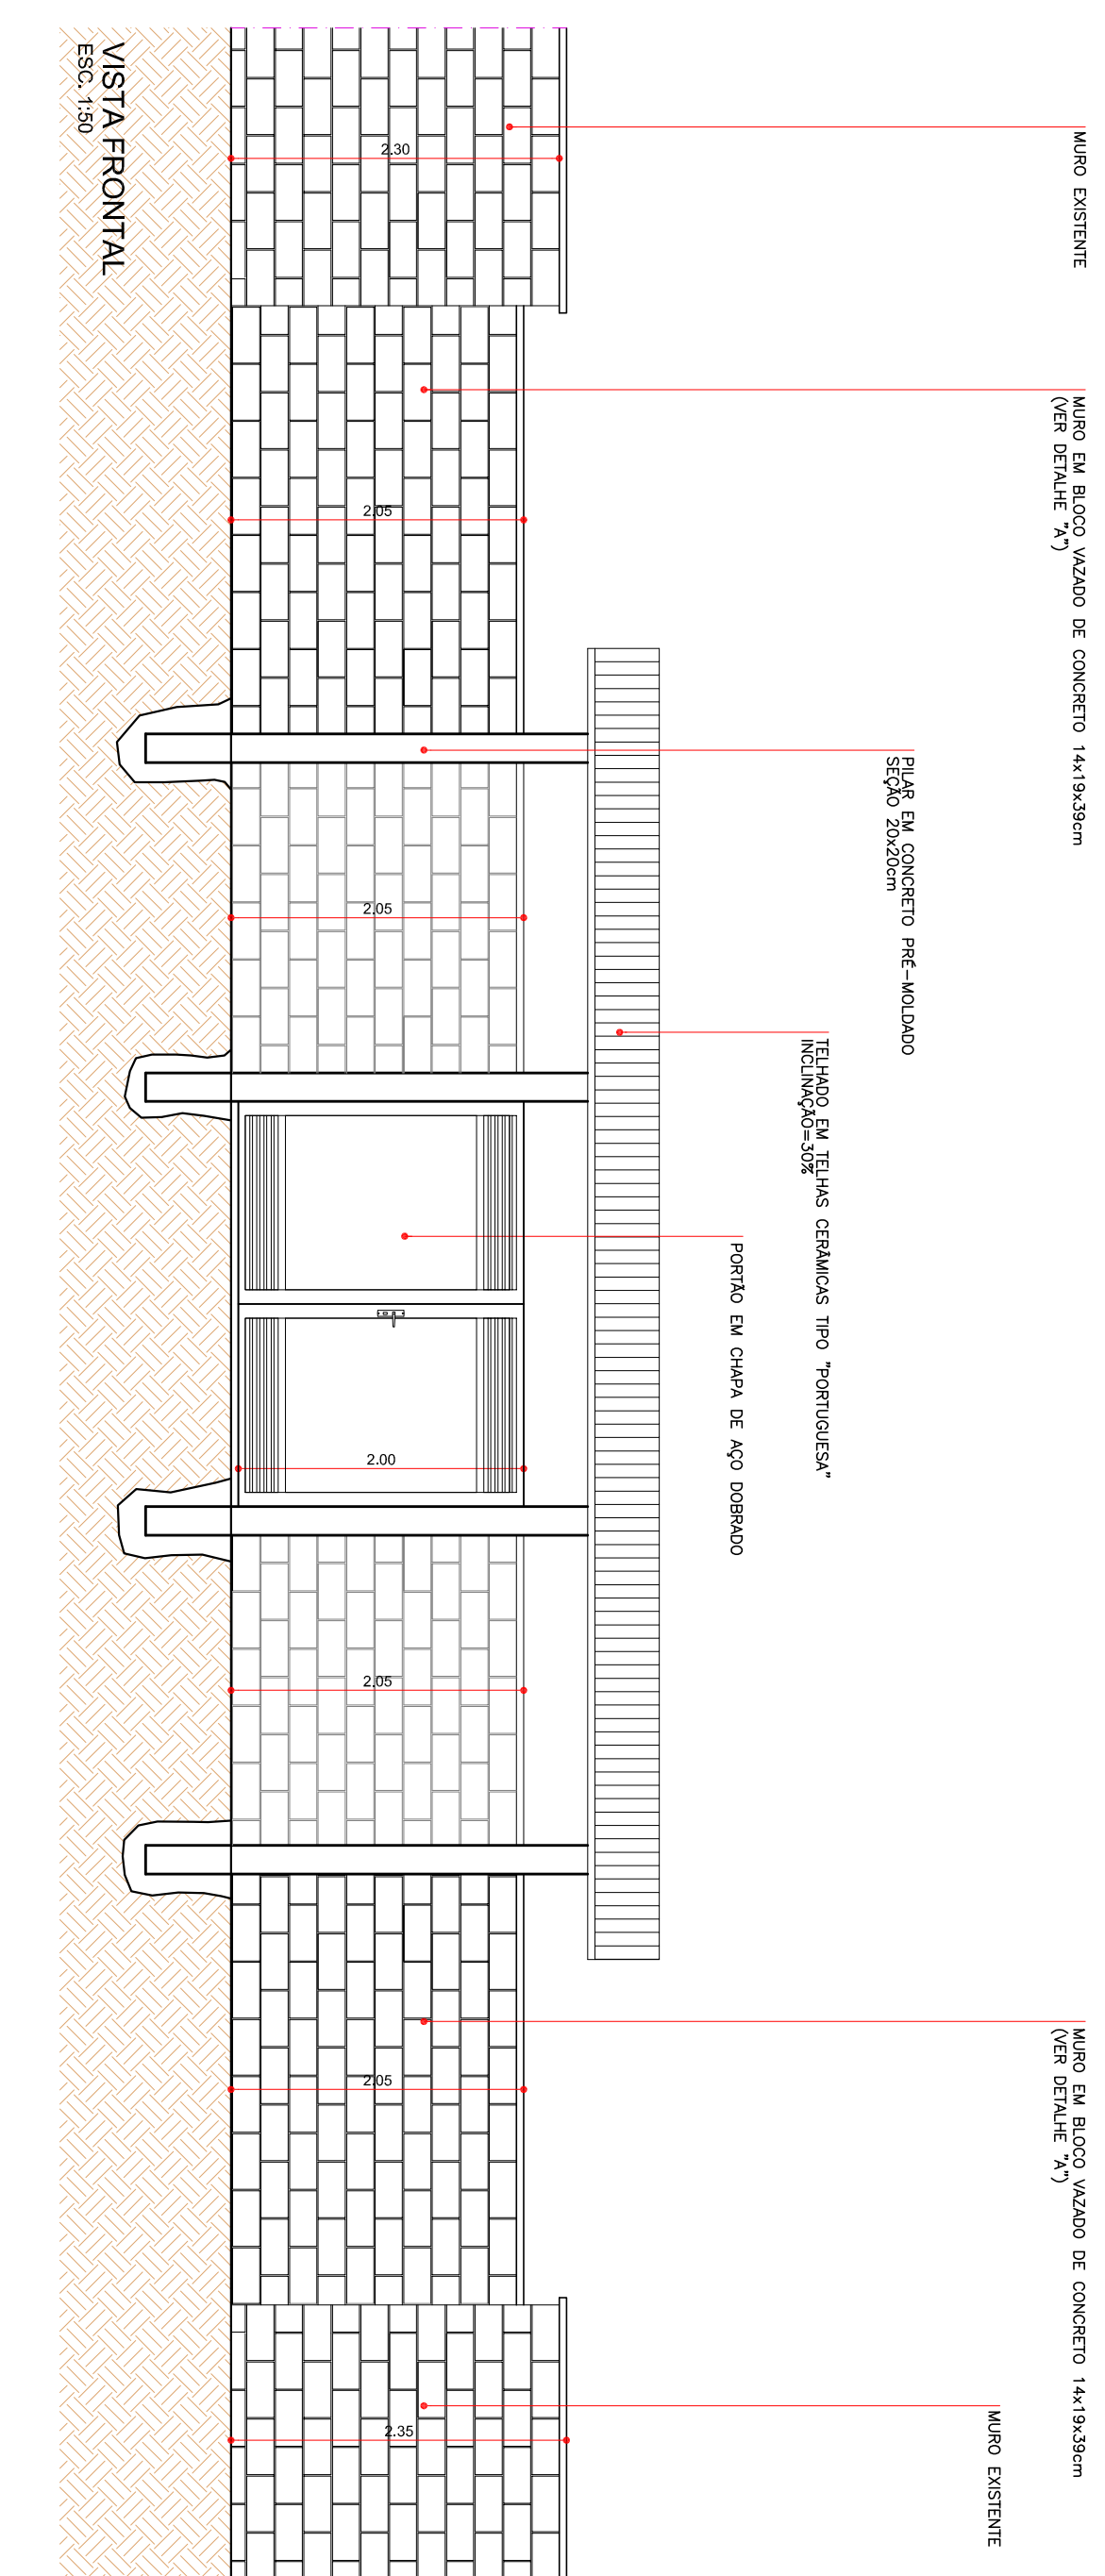 MURO EXISTENTE
MURO EM BLOCO VAZADO DE CONCRETO 14x19x39cm
(VER DETALHE "A")
PILAR EM CONCRETO PRÉ-MOLDADO
SEÇÃO 20x20cm
TELHADO EM TELHAS CERÂMICAS TIPO "PORTUGUESA"
INCLINAÇÃO=30%
PORTÃO EM CHAPA DE AÇO DOBRADO
MURO EM BLOCO VAZADO DE CONCRETO 14x19x39cm
(VER DETALHE "A")
MURO EXISTENTE
2.30
2.05
2.05
2.00
2.05
2.05
2.35
VISTA FRONTAL
ESC. 1:50